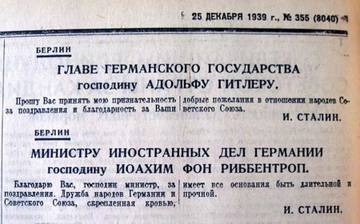 25 ДЕКАБРЯ 1939 г., № 355 (8040)
БЕРЛИН
ГЛАВЕ ГЕРМАНСКОГО ГОСУДАРСТВА
господину АДОЛЬФУ ГИТЛЕРУ.
Прошу Вас принять мою признательность
за поздравления и благодарность за Ваши
добрые пожелания в отношении народов Советского Союза.
И. СТАЛИН.
БЕРЛИН
МИНИСТРУ ИНОСТРАННЫХ ДЕЛ ГЕРМАНИИ
господину ИОАХИМ ФОН РИББЕНТРОП.
Благодарю Вас, господин министр, за
поздравления. Дружба народов Германии и
Советского Союза, скрепленная кровью,
имеет все основания быть длительной и
прочной.
И. СТАЛИН.